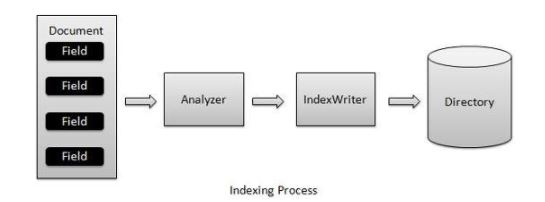 Document
Field
Field
Field
Field
Analyzer
IndexWriter
Directory
Indexing Process